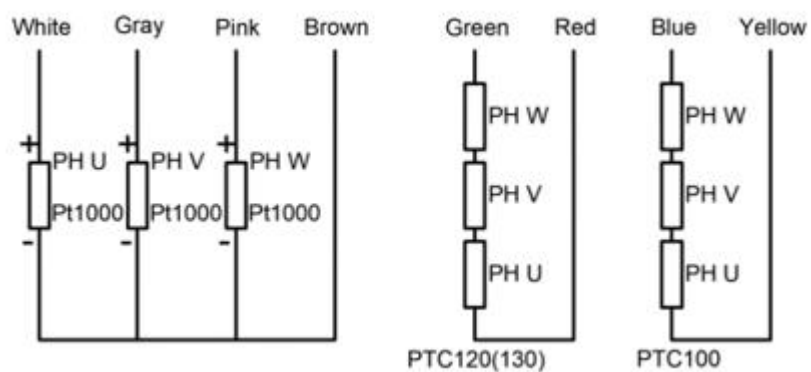 White Gray Pink Brown Green Red Blue Yellow
+ PH U + PH V + PH W
Pt1000 Pt1000 Pt1000
- - -
PH W PH W
PH V PH V
PH U PH U
PTC120(130) PTC100